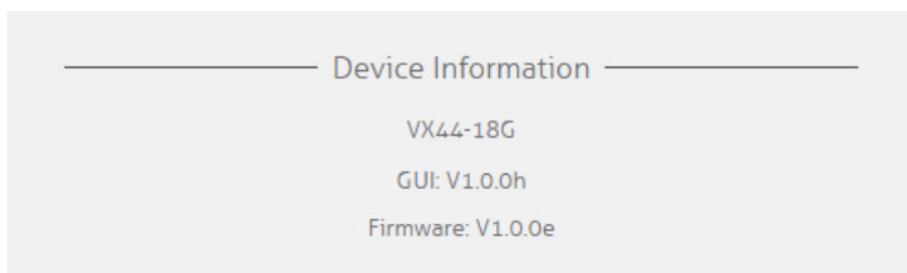 Device Information
VX44-18G
GUI: V1.0.0h
Firmware: V1.0.0e